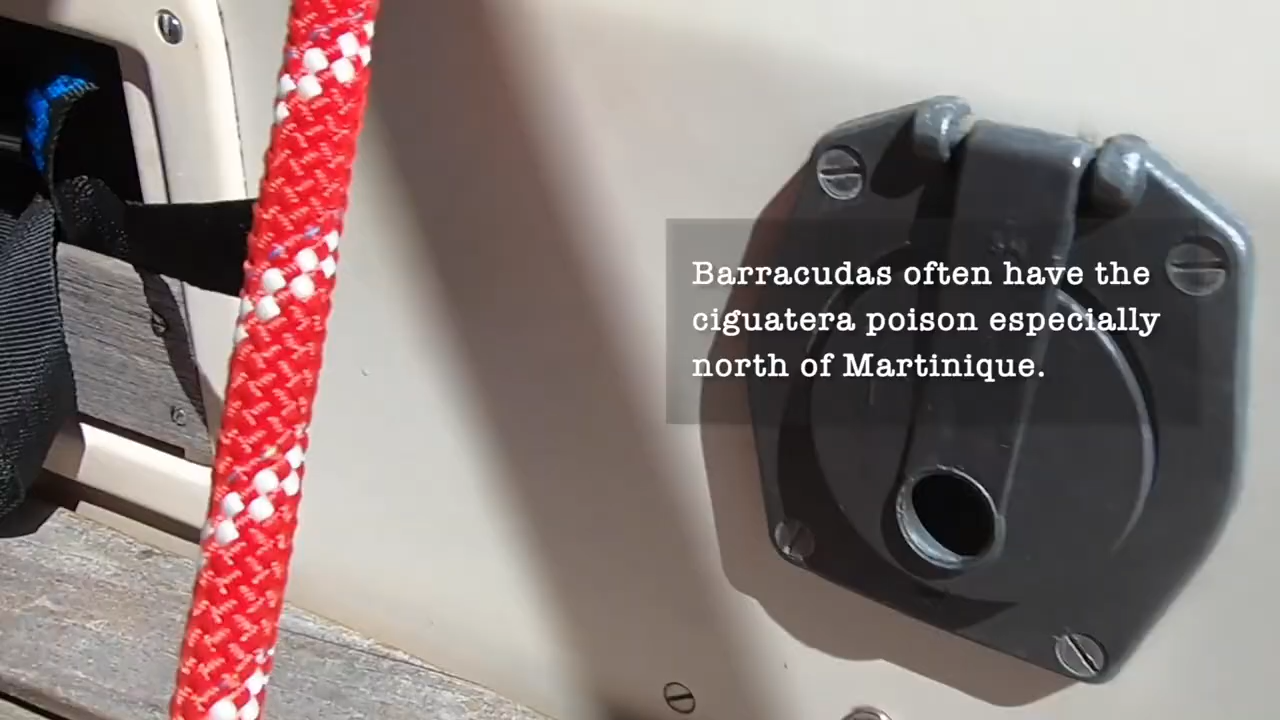 Barracudas often have the
ciguatera poison especially
north of Martinique.